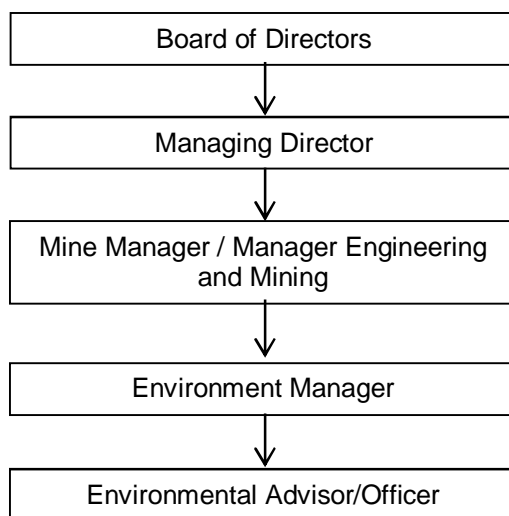 Board of Directors
Managing Director
Mine Manager / Manager Engineering
and Mining
Environment Manager
Environmental Advisor/Officer